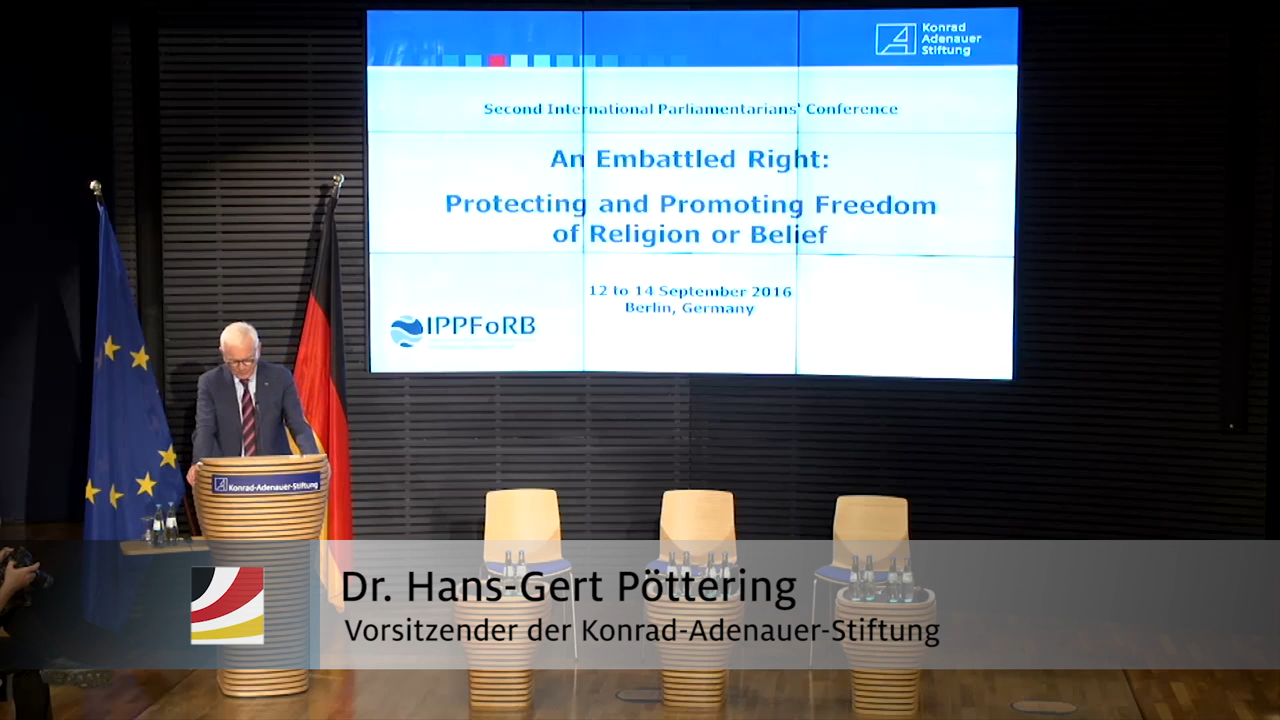 Konrad
Adenauer
Stiftung
Second International Parliamentarians' Conference
An Embattled Right:
Protecting and Promoting Freedom
of Religion or Belief
12 to 14 September 2016
Berlin, Germany
IPPFoRB
Konrad-Adenauer-Stiftung
Dr. Hans-Gert Pöttering
Vorsitzender der Konrad-Adenauer-Stiftung